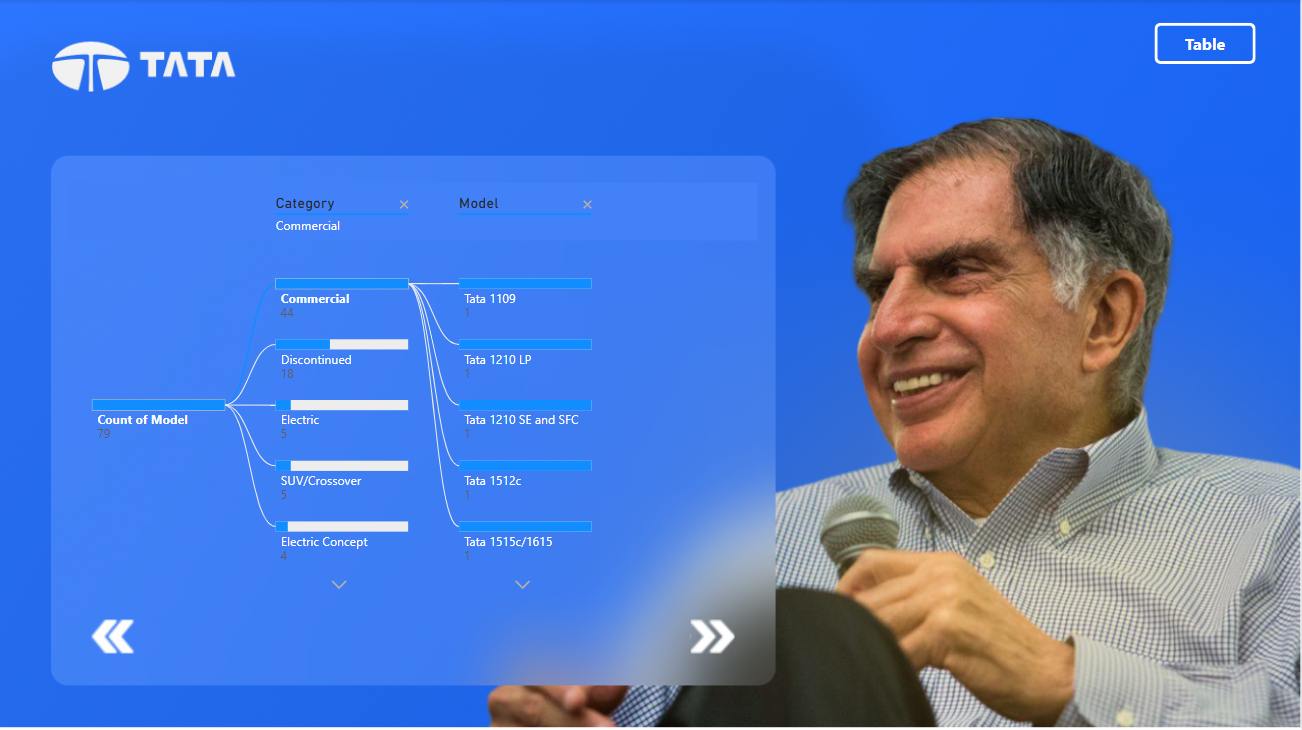 TATA
Table
Category
Model
Commercial
Commercial
44
Tata 1109
1
Discontinued
18
Tata 1210 LP
1
Count of Model
79
Electric
5
Tata 1210 SE and SFC
1
SUV/Crossover
5
Tata 1512c
1
Electric Concept
4
Tata 1515c/1615
1